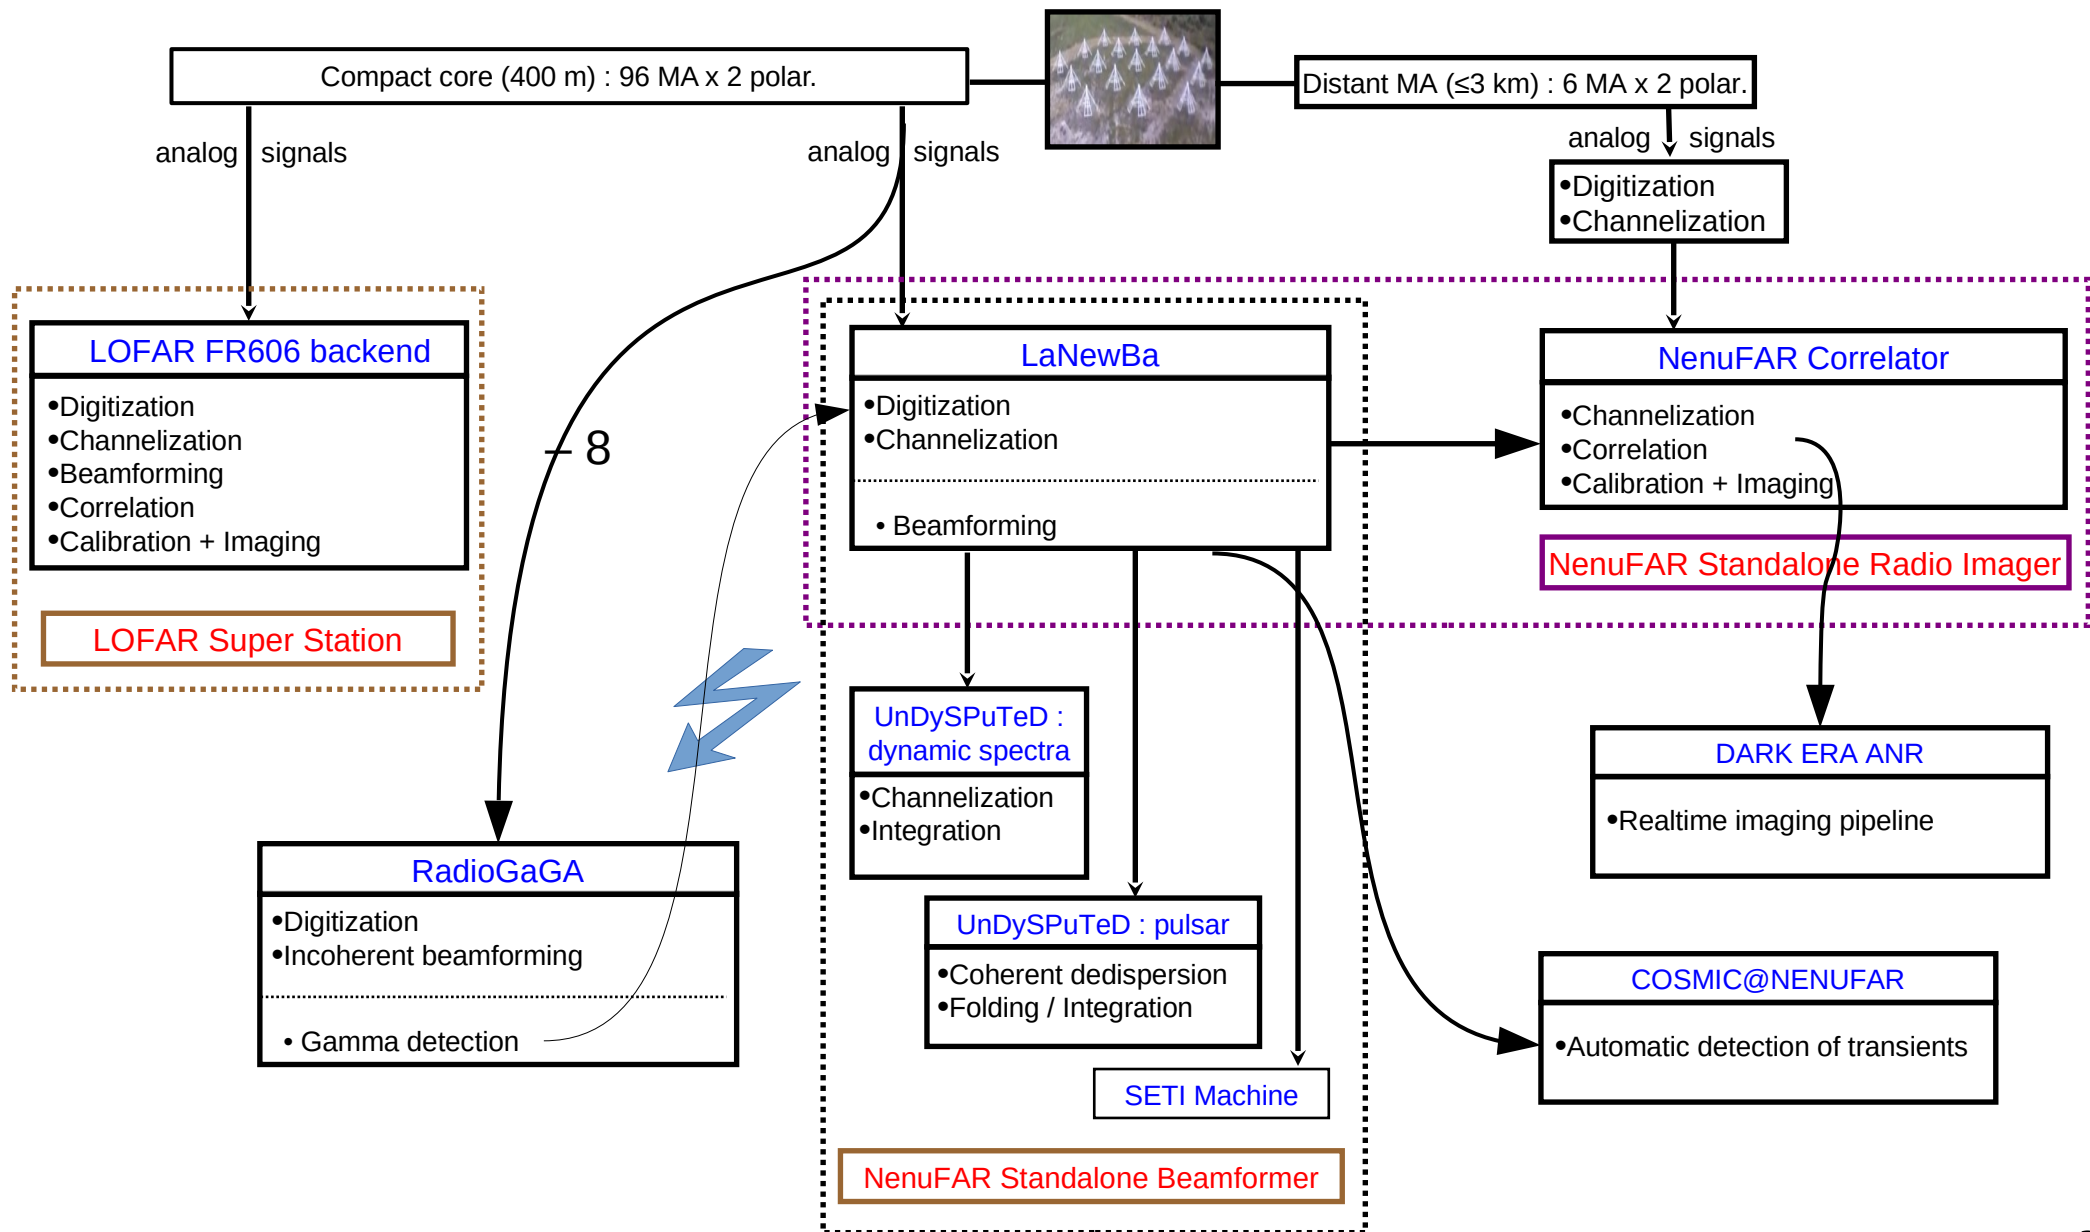 Compact core (400 m) : 96 MA x 2 polar.
Distant MA (≤3 km) : 6 MA x 2 polar.
analog signals
analog signals
analog signals
•Digitization
•Channelization
LOFAR FR606 backend
•Digitization
•Channelization
•Beamforming
•Correlation
•Calibration + Imaging
LOFAR Super Station
– 8
LaNewBa
•Digitization
•Channelization
• Beamforming
NenuFAR Correlator
•Channelization
•Correlation
•Calibration + Imaging
NenuFAR Standalone Radio Imager
UnDySPuTeD :
dynamic spectra
•Channelization
•Integration
DARK ERA ANR
•Realtime imaging pipeline
RadioGaGA
•Digitization
•Incoherent beamforming
• Gamma detection
UnDySPuTeD : pulsar
•Coherent dedispersion
•Folding / Integration
COSMIC@NENUFAR
•Automatic detection of transients
SETI Machine
NenuFAR Standalone Beamformer